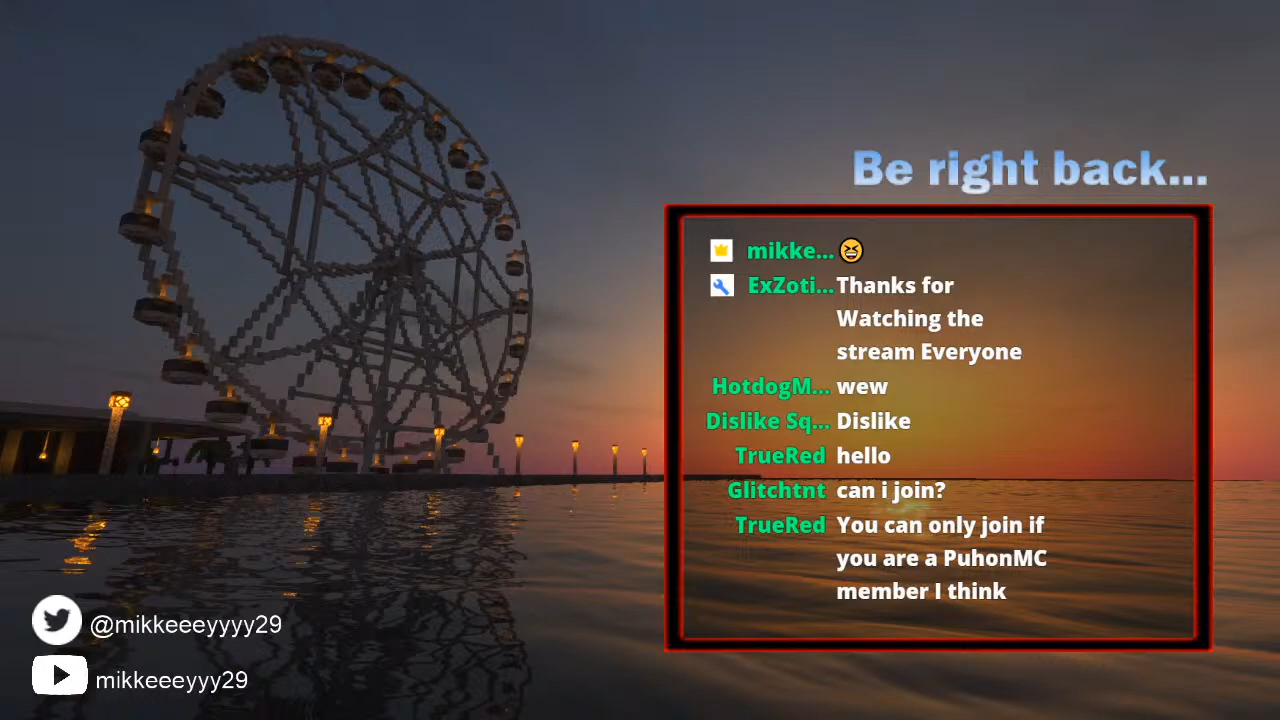 Be right back...
mikke... 😆
ExZoti... Thanks for
Watching the
stream Everyone
HotdogM... wew
Dislike Sq... Dislike
TrueRed hello
Glitchtnt can i join?
TrueRed You can only join if
you are a PuhonMC
member I think
@mikkeeeyyyy29
mikkeeeyyy29